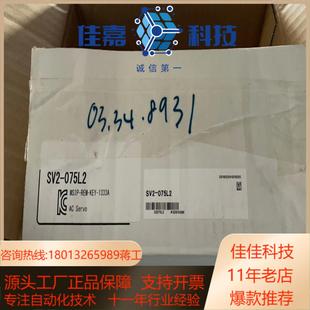 佳嘉 科技
诚信第一
03.34.8931
SV2-075L2
MSIP-REM-KEY-I033A
AC Servo
SV2-075L2
咨询热线:18013265989蒋工
源头工厂正品保障 支持开票
专注自动化技术 十一年行业经验
佳佳科技
11年老店
爆款推荐